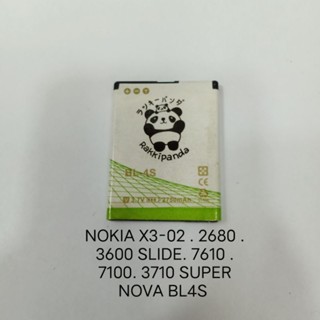 ラッキーパンダ
Rakkipanda
BL-4S
NOKIA X3-02 . 2680 .
3600 SLIDE. 7610 .
7100. 3710 SUPER
NOVA BL4S